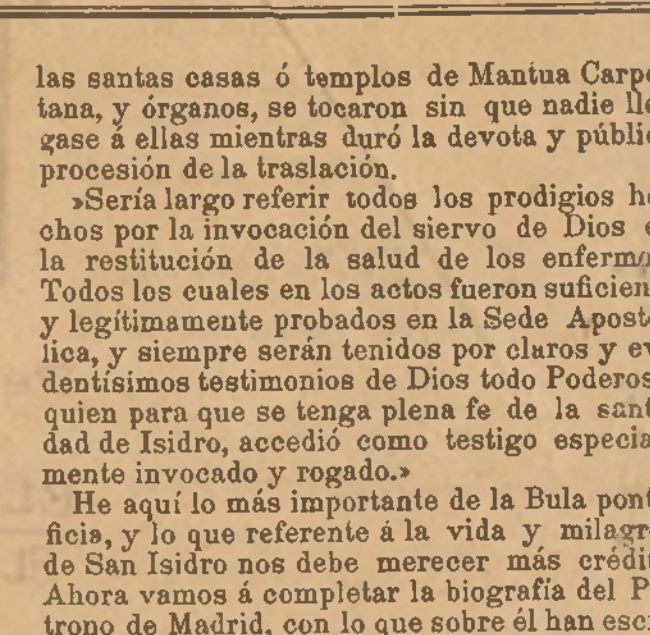 las santas casas ó templos de Mantua Carpe
tana, y órganos, se tocaron sin que nadie lle
gase á ellas mientras duró la devota y públic
procesión de la traslación.
»Sería largo referir todos los prodigios he
chos por la invocación del siervo de Dios e
la restitución de la salud de los enfermo
Todos los cuales en los actos fueron suficien
y legítimamente probados en la Sede Apostó
lica, y siempre serán tenidos por claros y ev
dentísimos testimonios de Dios todo Poderos
quien para que se tenga plena fe de la sant
dad de Isidro, accedió como testigo especia
mente invocado y rogado.»
He aquí lo más importante de la Bula pont
ficia, y lo que referente á la vida y milagr
de San Isidro nos debe merecer más crédit
Ahora vamos á completar la biografía del P
trono de Madrid, con lo que sobre él han escr